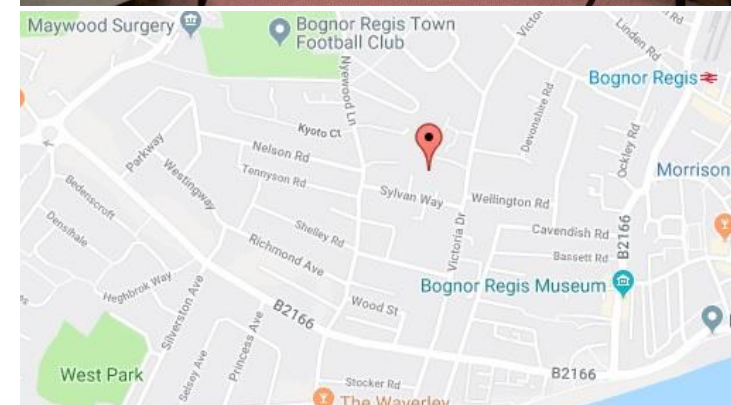 Maywood Surgery
Bognor Regis Town
Football Club
Linden Rd
Nyewood Ln
Bognor Regis
Devonshire Rd
Ockley Rd
Kyoto Ct
Nelson Rd
Parkway
Westingway
Tennyson Rd
Morrison
Sylvan Way
Wellington Rd
Bedenscroft
Densihale
Shelley Rd
Victoria Dr
Cavendish Rd
B2166
Bassett Rd
Richmond Ave
Bognor Regis Museum
Heghbrok Way
Silverston Ave
Wood St
B2166
Princess Ave
West Park
Selsey Ave
B2166
Stocker Rd
The Waverley